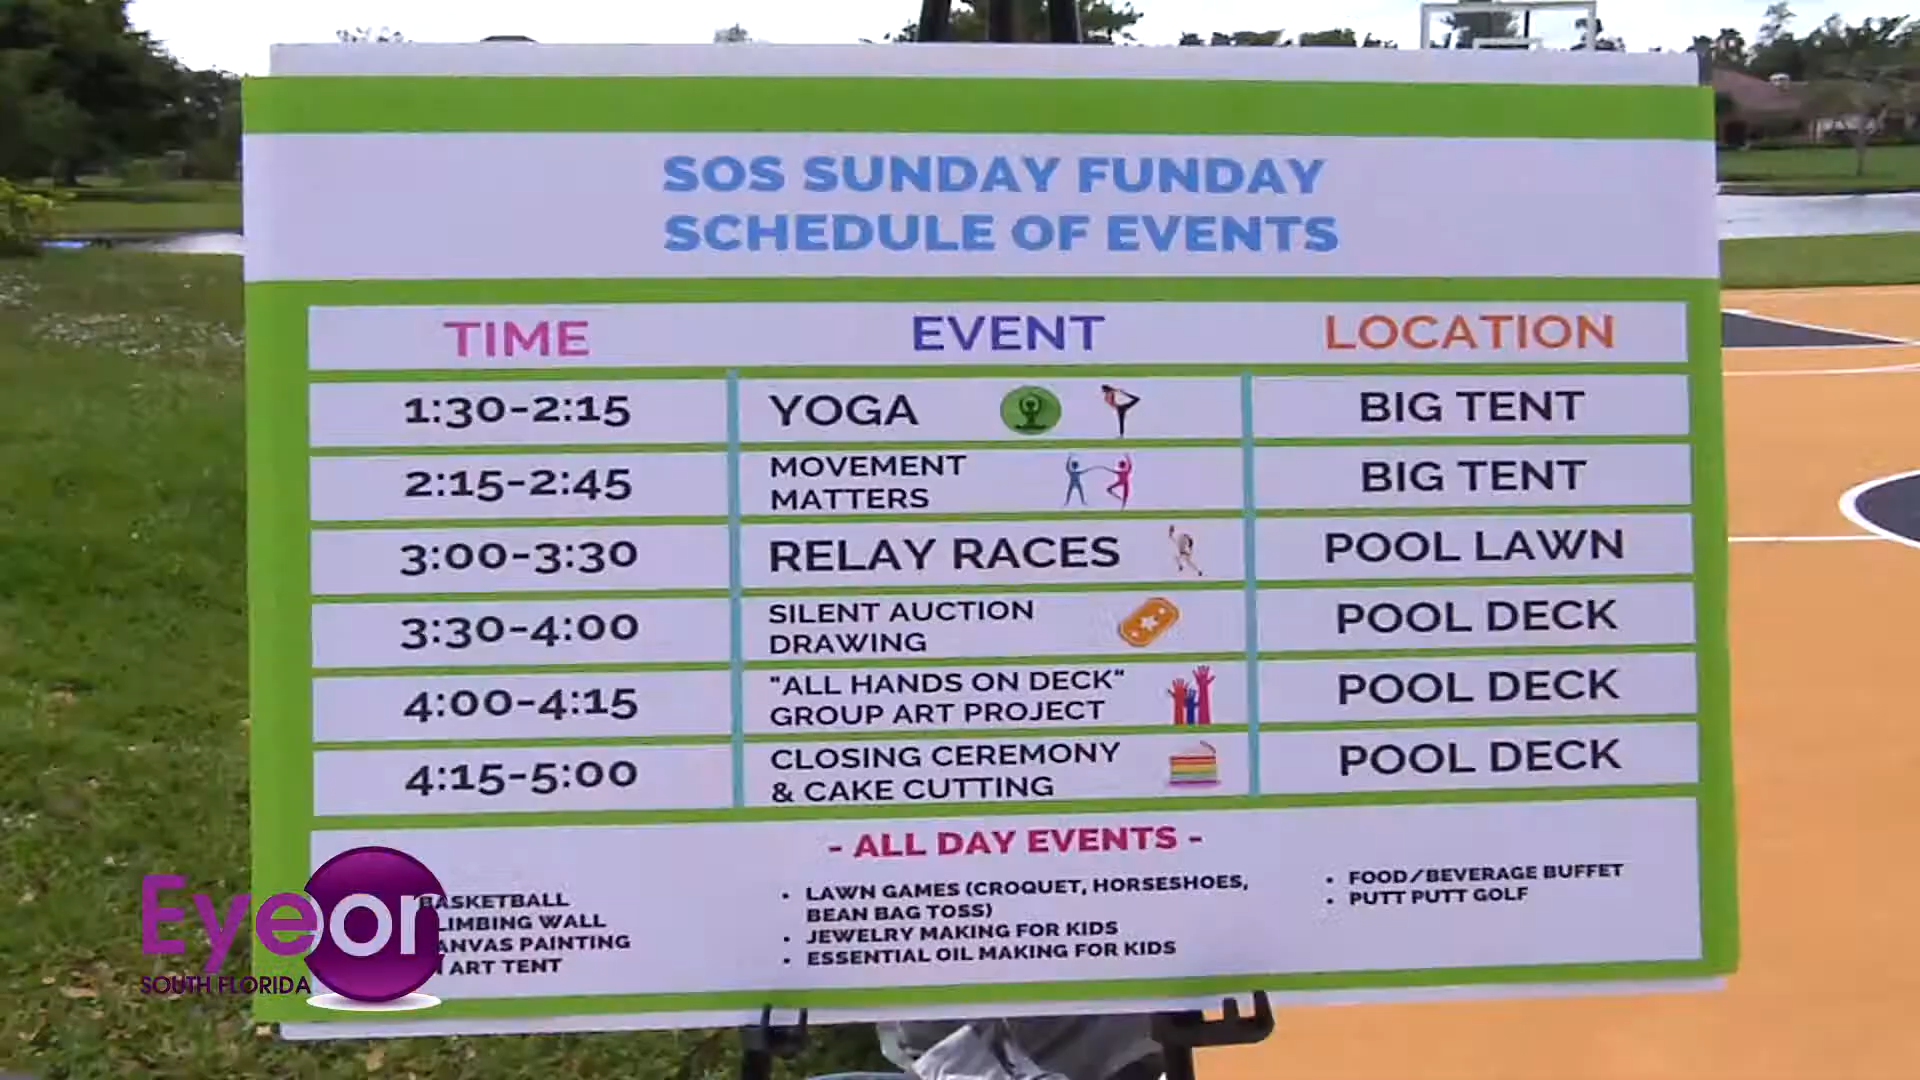 SOS SUNDAY FUNDAY
SCHEDULE OF EVENTS
TIME EVENT LOCATION
1:30-2:15 YOGA BIG TENT
2:15-2:45 MOVEMENT MATTERS BIG TENT
3:00-3:30 RELAY RACES POOL LAWN
3:30-4:00 SILENT AUCTION DRAWING POOL DECK
4:00-4:15 "ALL HANDS ON DECK" GROUP ART PROJECT POOL DECK
4:15-5:00 CLOSING CEREMONY & CAKE CUTTING POOL DECK
- ALL DAY EVENTS -
BASKETBALL
WALL
PAINTING
ART TENT
• LAWN GAMES (CROQUET, HORSESHOES,
BEAN BAG TOSS)
• JEWELRY MAKING FOR KIDS
• ESSENTIAL OIL MAKING FOR KIDS
• FOOD/BEVERAGE BUFFET
• PUTT PUTT GOLF
Eyeon
SOUTH FLORIDA